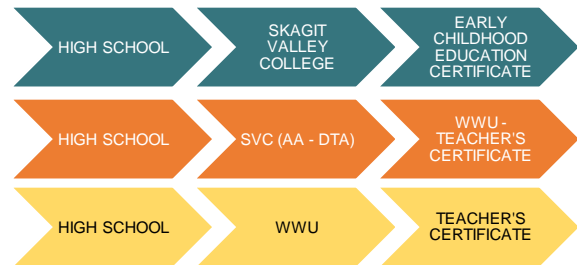 HIGH SCHOOL
SKAGIT
VALLEY
COLLEGE
EARLY
CHILDHOOD
EDUCATION
CERTIFICATE
HIGH SCHOOL
SVC (AA - DTA)
WWU -
TEACHER'S
CERTIFICATE
HIGH SCHOOL
WWU
TEACHER'S
CERTIFICATE